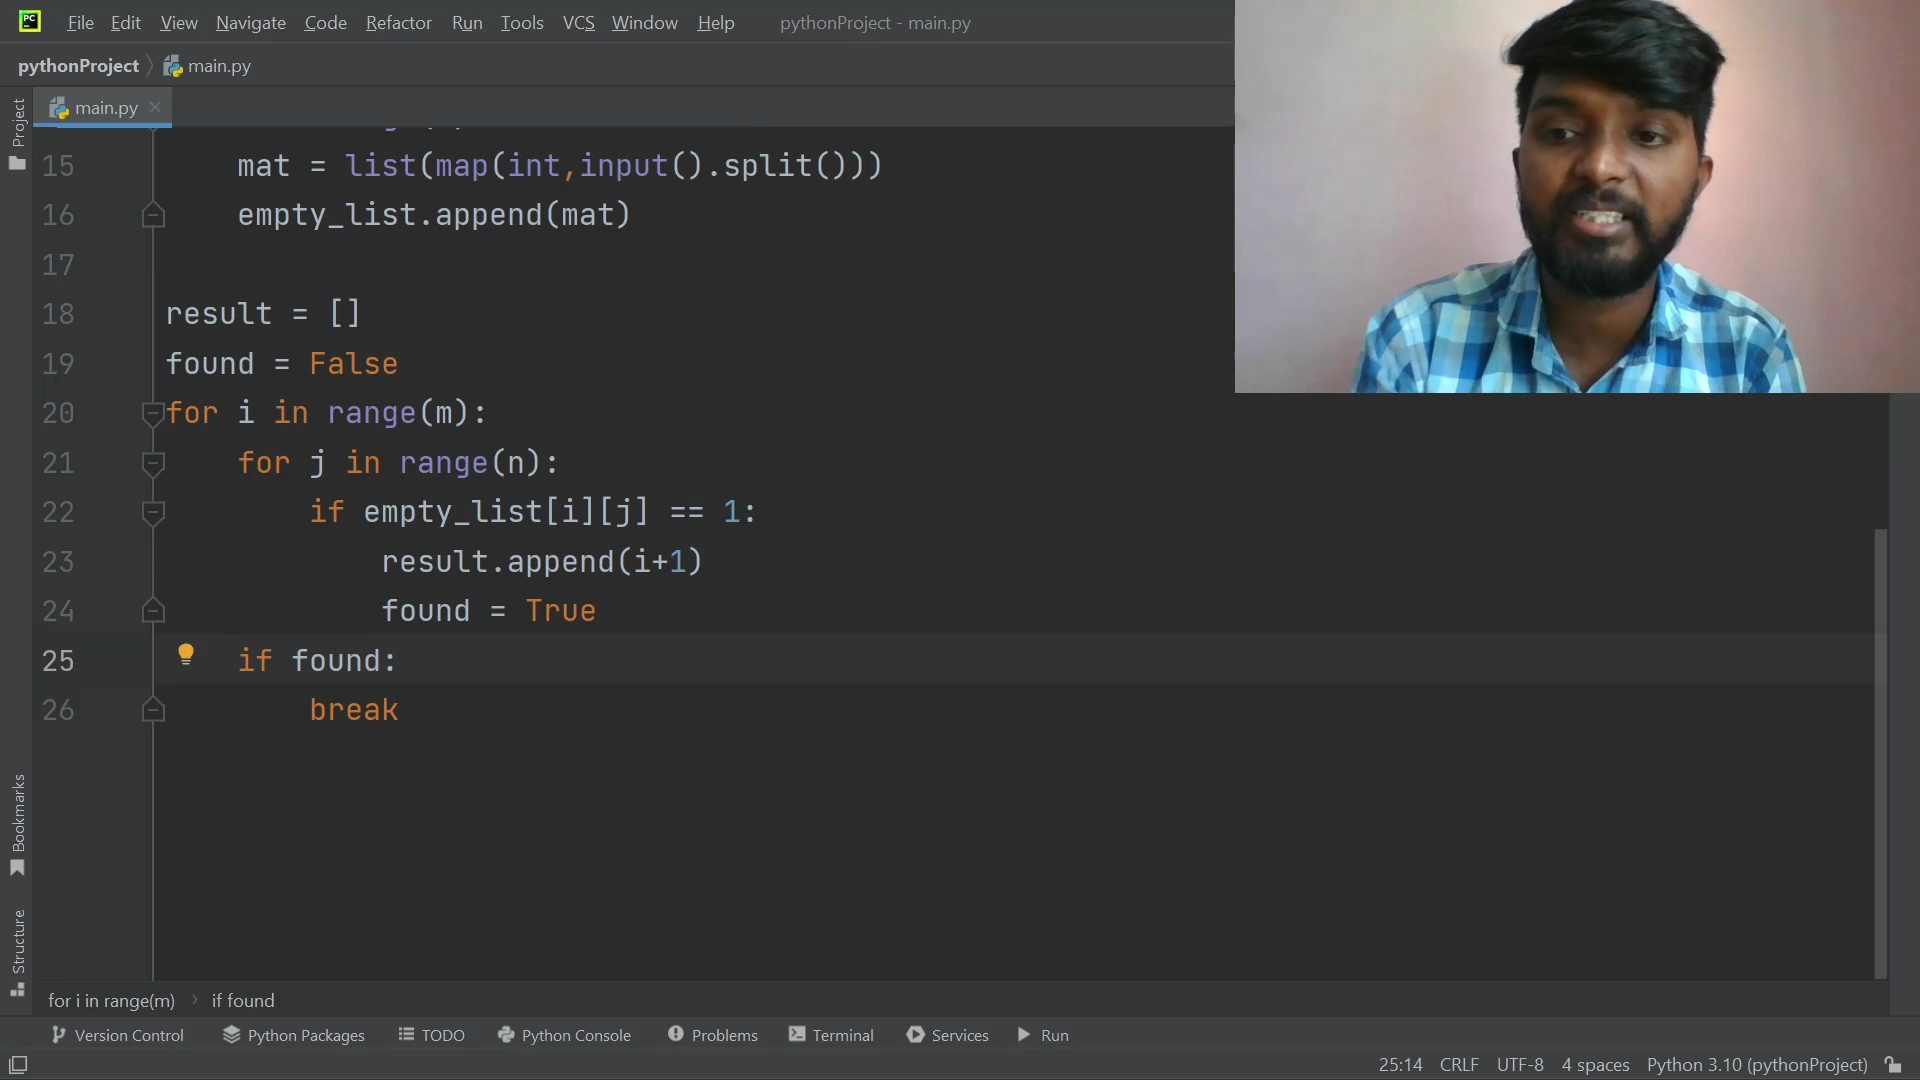 File Edit View Navigate Code Refactor Run Tools VCS Window Help pythonProject - main.py
pythonProject main.py
main.py
Project
15 mat = list(map(int,input().split()))
16 empty_list.append(mat)
17
18 result = []
19 found = False
20 for i in range(m):
21 for j in range(n):
22 if empty_list[i][j] == 1:
23 result.append(i+1)
24 found = True
25 if found:
26 break
Bookmarks
Structure
for i in range(m) if found
Version Control Python Packages TODO Python Console Problems Terminal Services Run
25:14 CRLF UTF-8 4 spaces Python 3.10 (pythonProject)